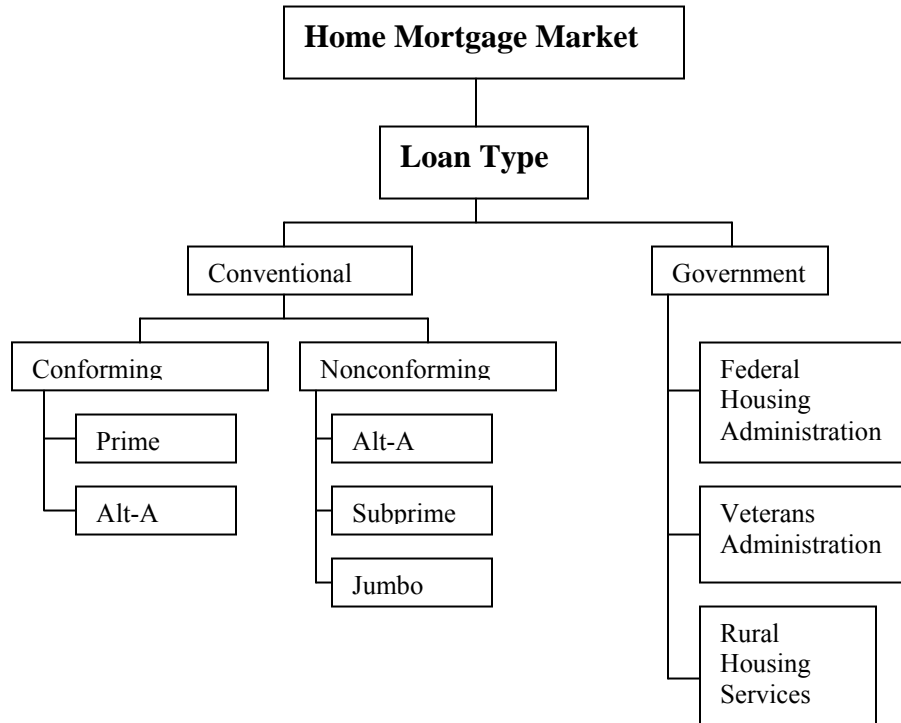 Home Mortgage Market
Loan Type
Conventional
Government
Conforming
Nonconforming
Prime
Alt-A
Alt-A
Subprime
Jumbo
Federal
Housing
Administration
Veterans
Administration
Rural
Housing
Services